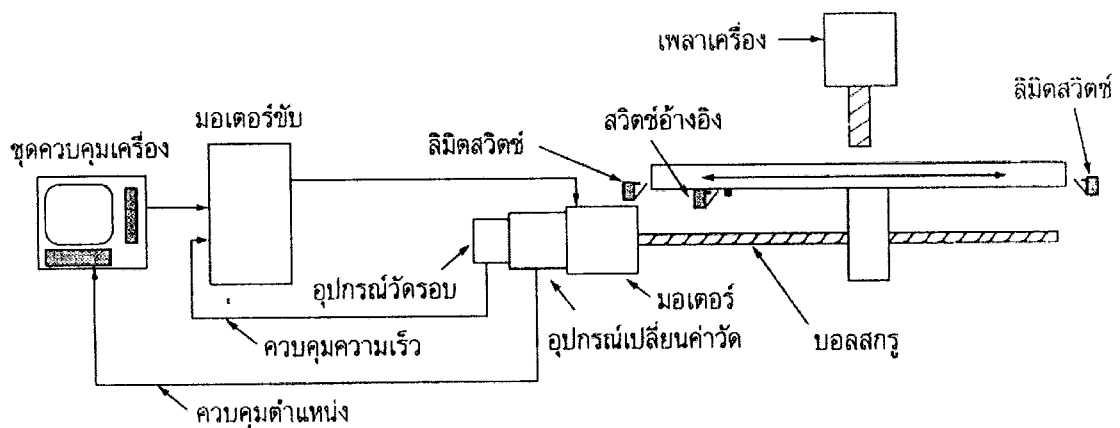 เพลาเครื่อง
ลิมิตสวิตซ์
มอเตอร์ขับ
สวิตซ์อ้างอิง
ชุดควบคุมเครื่อง
ลิมิตสวิตซ์
อุปกรณ์วัดรอบ
มอเตอร์
ควบคุมความเร็ว
อุปกรณ์เปลี่ยนค่าวัด
บอลสกรู
ควบคุมตำแหน่ง